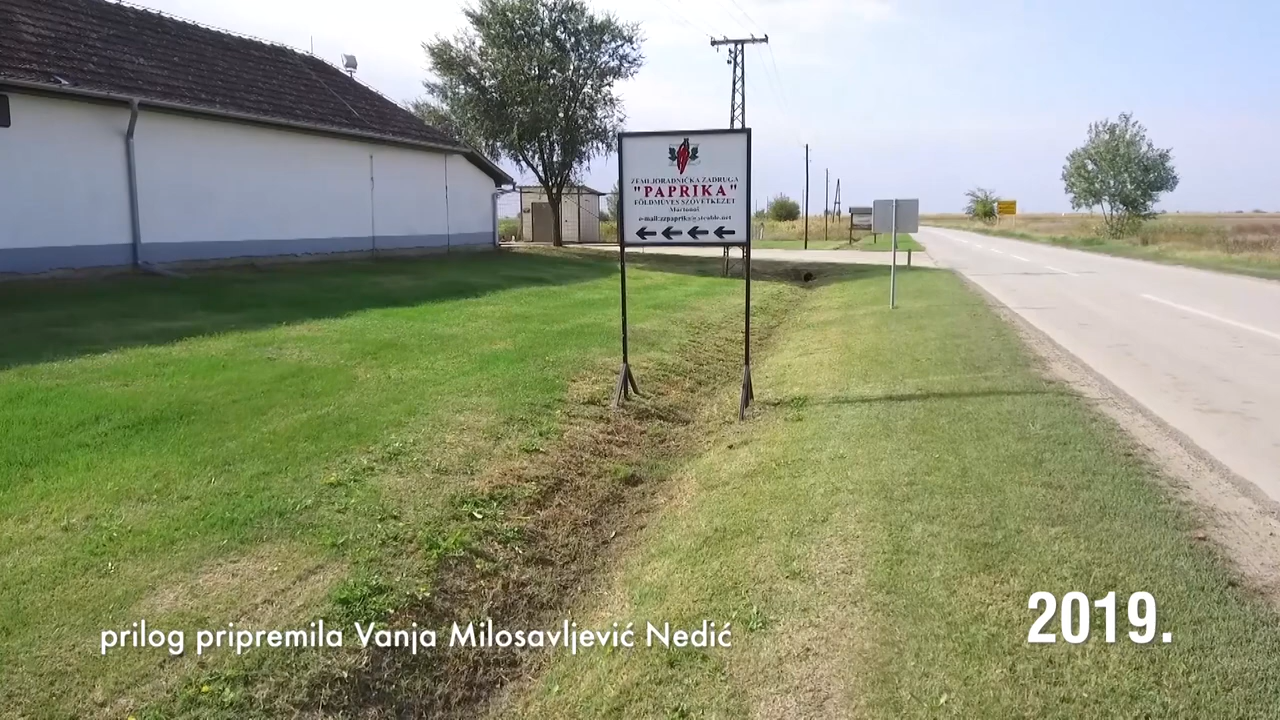 ZEMLJORADNIČKA ZADRUGA
"PAPRIKA"
FÖLDMŰVES SZÖVETKEZET
Martonoš
prilog pripremila Vanja Milosavljević Nedić
2019.